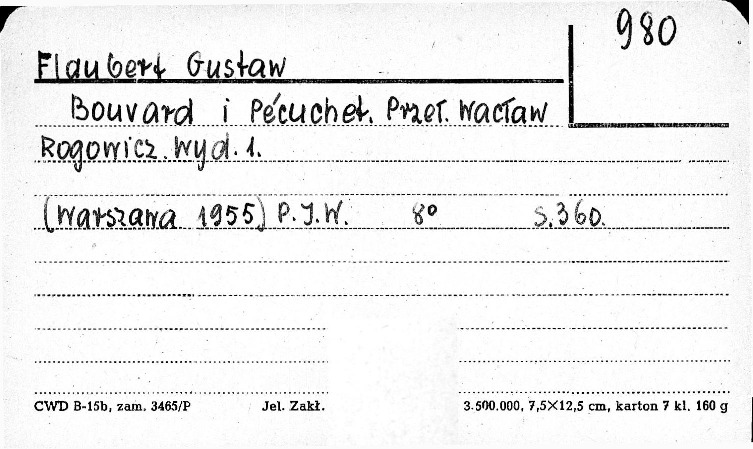 980
Flaubert Gustaw
Bouvard i Pécuchet. Przeł. Wacław
Rogowicz. Wyd. 1.
(Warszawa 1955) P.I.W. 8° S.360.
CWD B-15b, zam. 3465/P Jel. Zakł. 3.500.000, 7,5×12,5 cm, karton 7 kl. 160 g